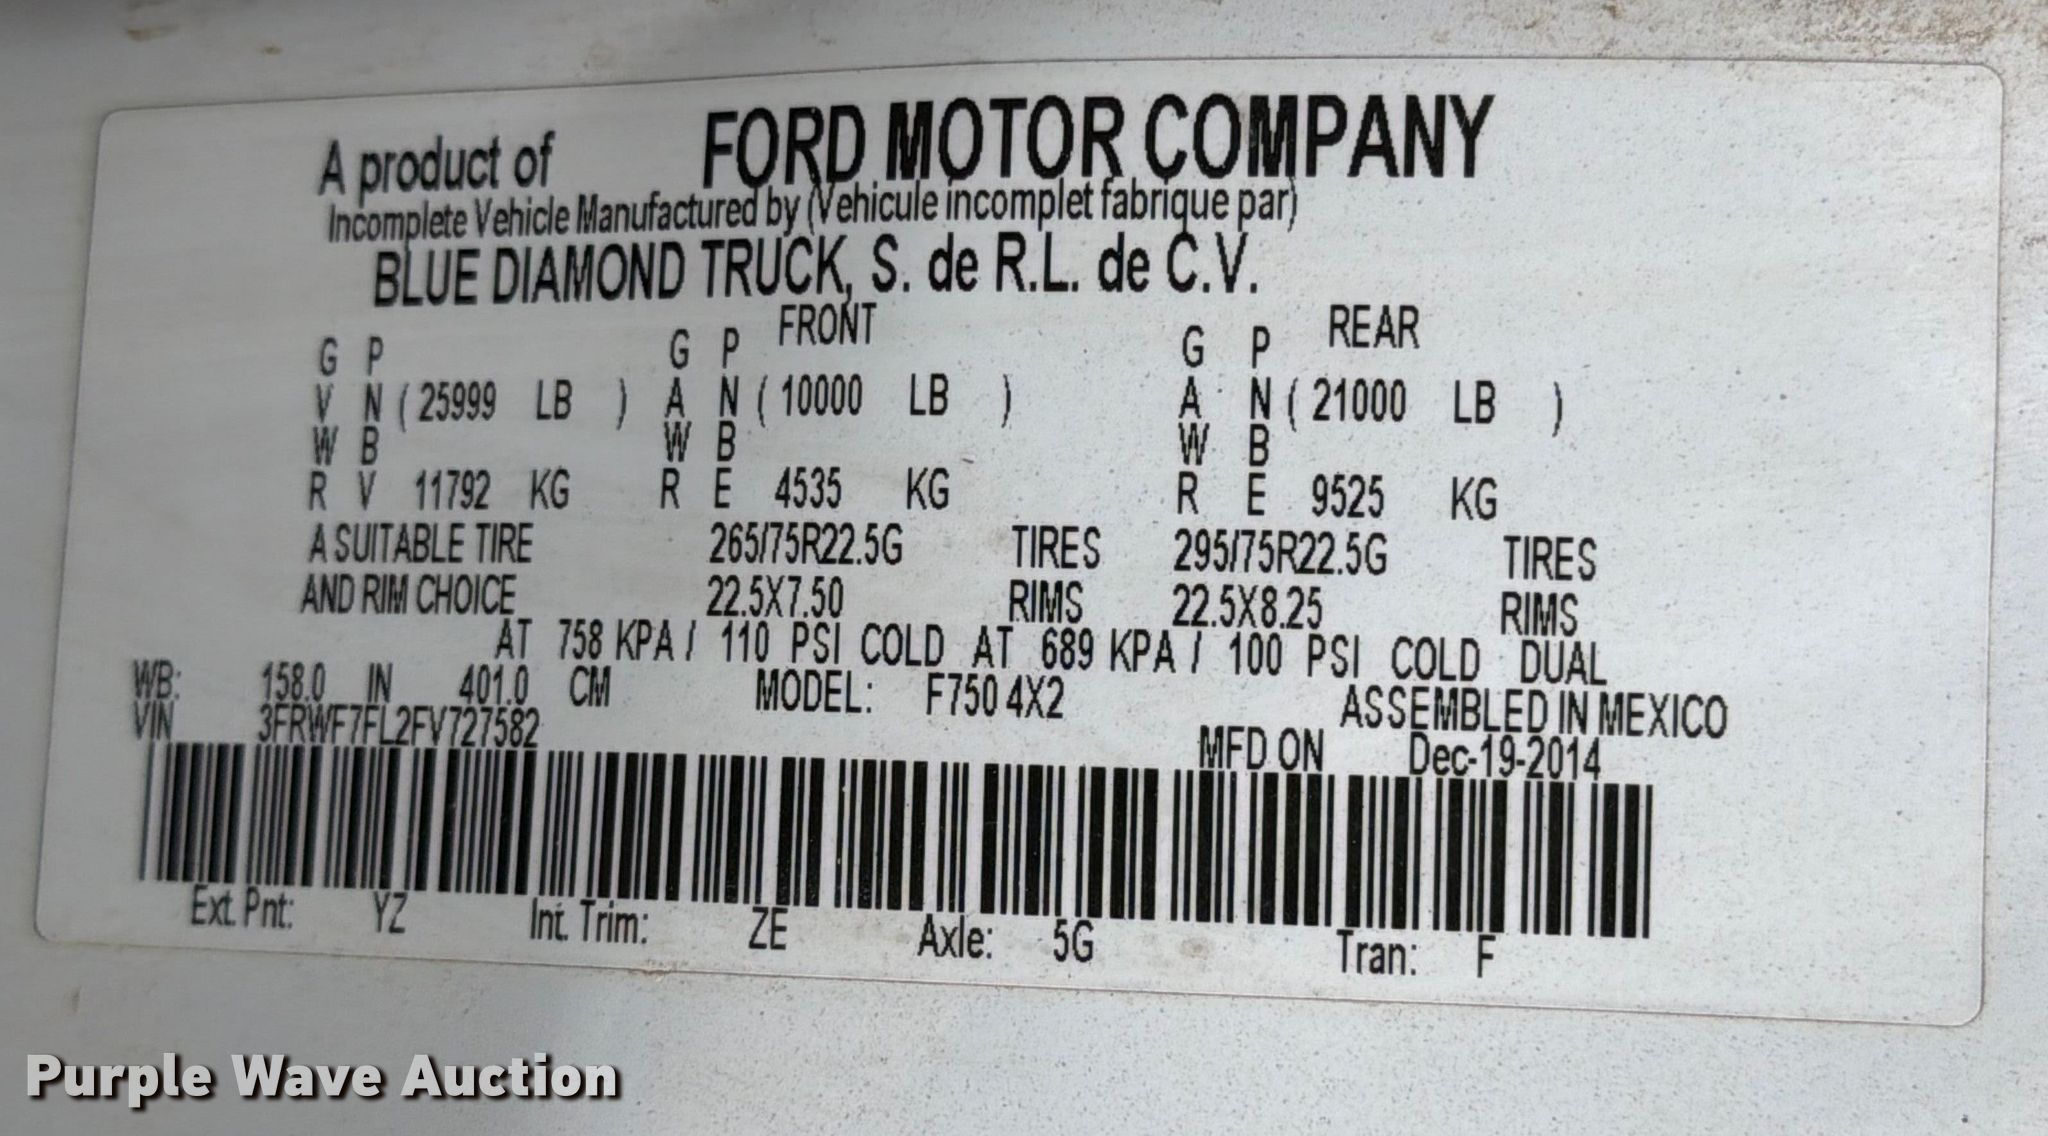 A product of FORD MOTOR COMPANY
Incomplete Vehicle Manufactured by (Vehicule incomplet fabrique par)
BLUE DIAMOND TRUCK, S. de R.L. de C.V.
FRONT REAR
G P G P G P
V N ( 25999 LB ) A N ( 10000 LB ) A N ( 21000 LB )
W B W B W B
R V 11792 KG R E 4535 KG R E 9525 KG
A SUITABLE TIRE 265/75R22.5G TIRES 295/75R22.5G TIRES
AND RIM CHOICE 22.5X7.50 RIMS 22.5X8.25 RIMS
AT 758 KPA / 110 PSI COLD AT 689 KPA / 100 PSI COLD DUAL
WB: 158.0 IN 401.0 CM MODEL: F750 4X2 ASSEMBLED IN MEXICO
VIN 3FRWF7FL2FV727582 MFD ON Dec-19-2014
Ext. Pnt: YZ Int. Trim: ZE Axle: 5G Tran: F
Purple Wave Auction